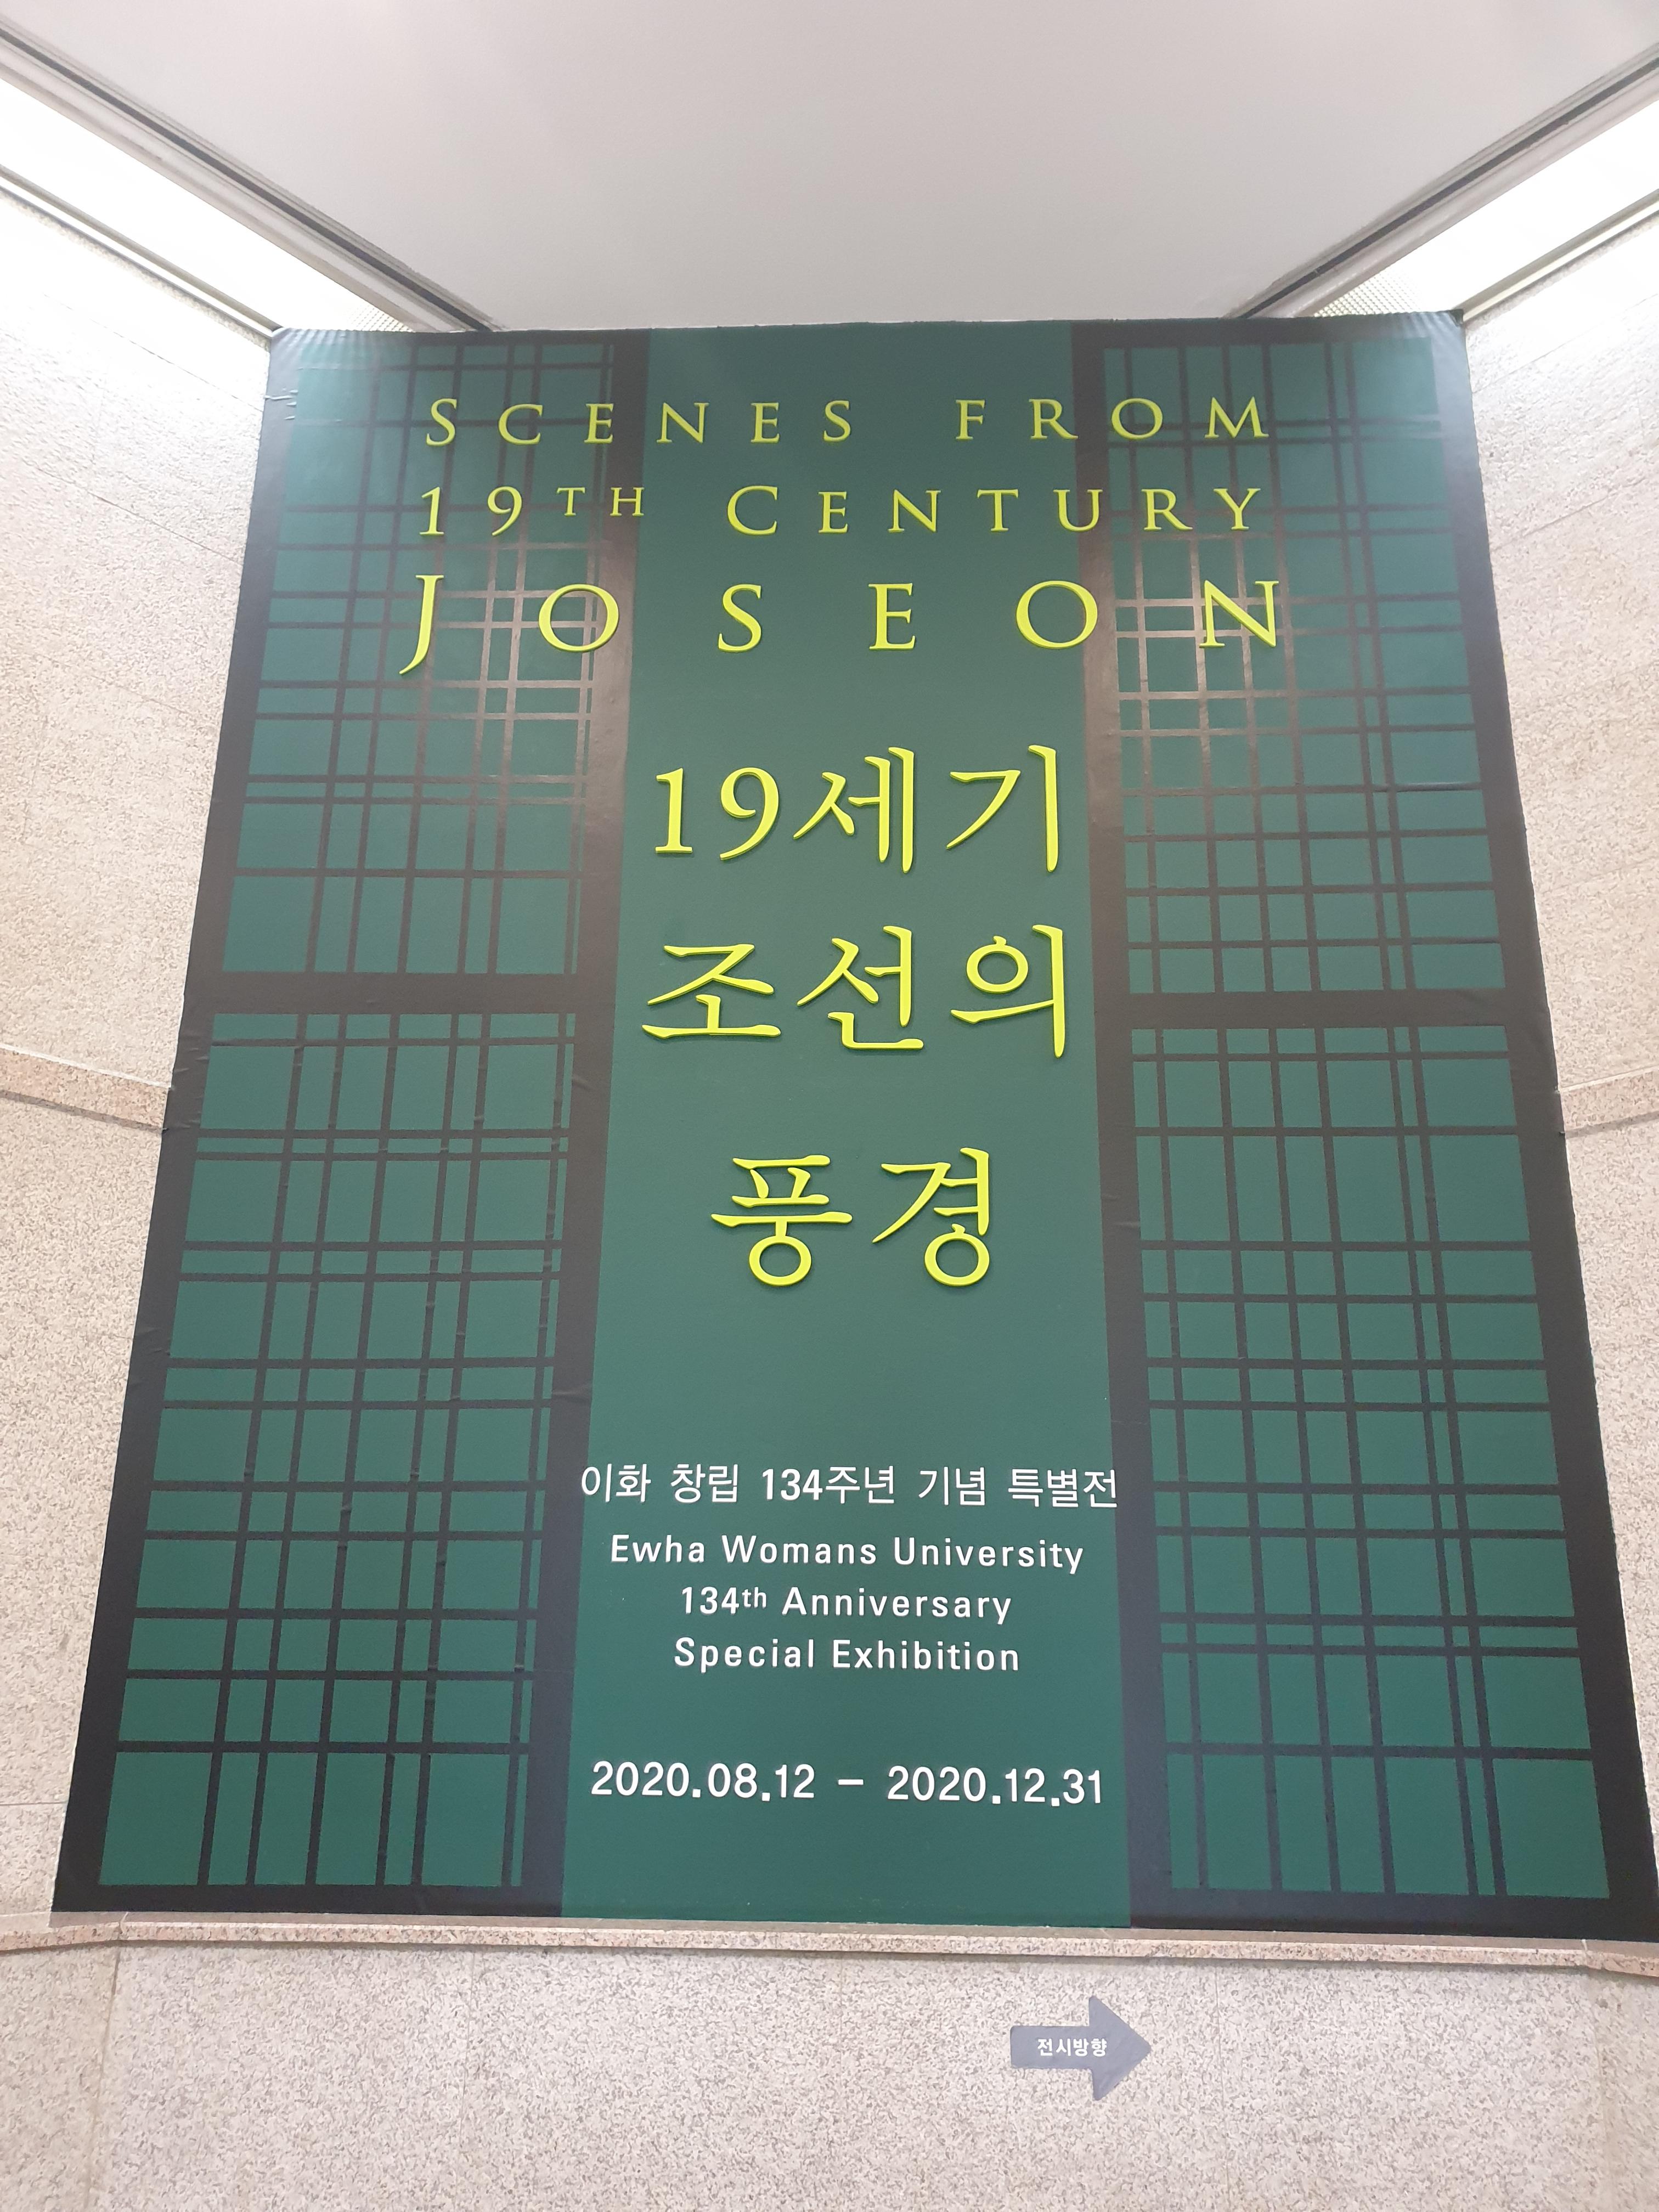 SCENES FROM
19TH CENTURY
JOSEON
19세기
조선의
풍경
이화 창립 134주년 기념 특별전
Ewha Womans University
134th Anniversary
Special Exhibition
2020.08.12 – 2020.12.31
전시방향